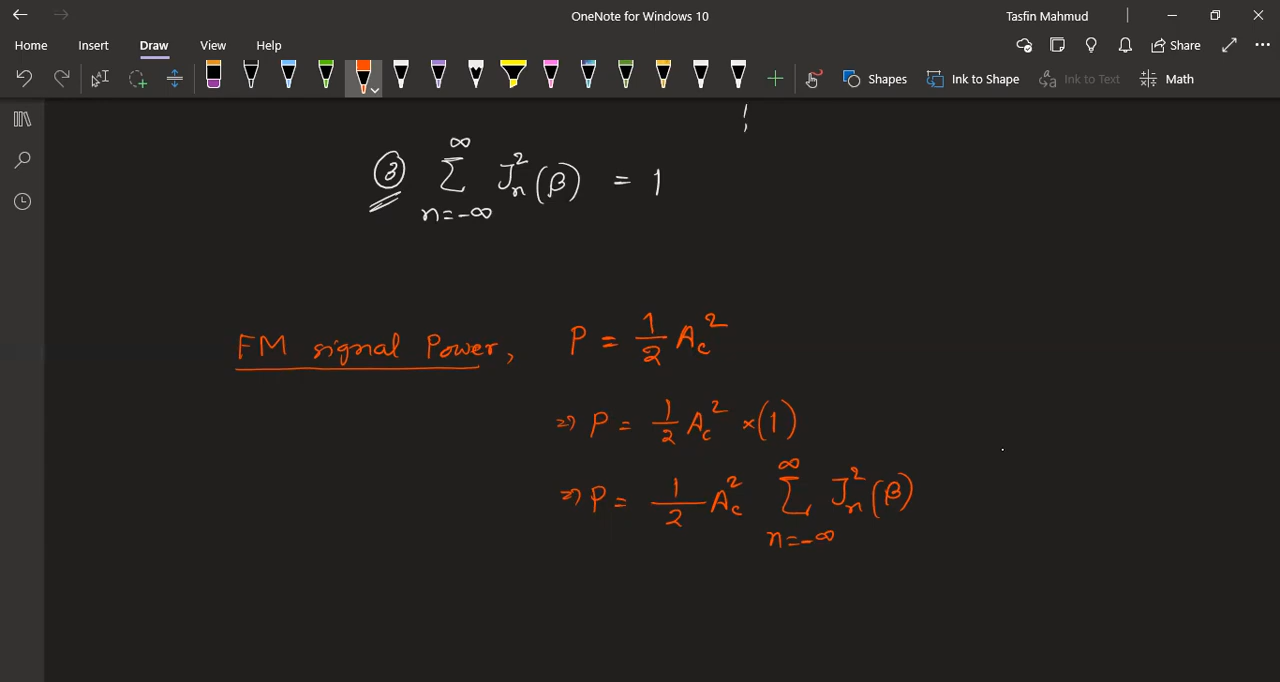 OneNote for Windows 10
Tasfin Mahmud
Home Insert Draw View Help
Share
Shapes Ink to Shape Ink to Text Math
③ ∑_{n=-∞}^{∞} J_n^2(β) = 1
FM signal Power, P = 1/2 A_c^2
⇒ P = 1/2 A_c^2 × (1)
⇒ P = 1/2 A_c^2 ∑_{n=-∞}^{∞} J_n^2(β)